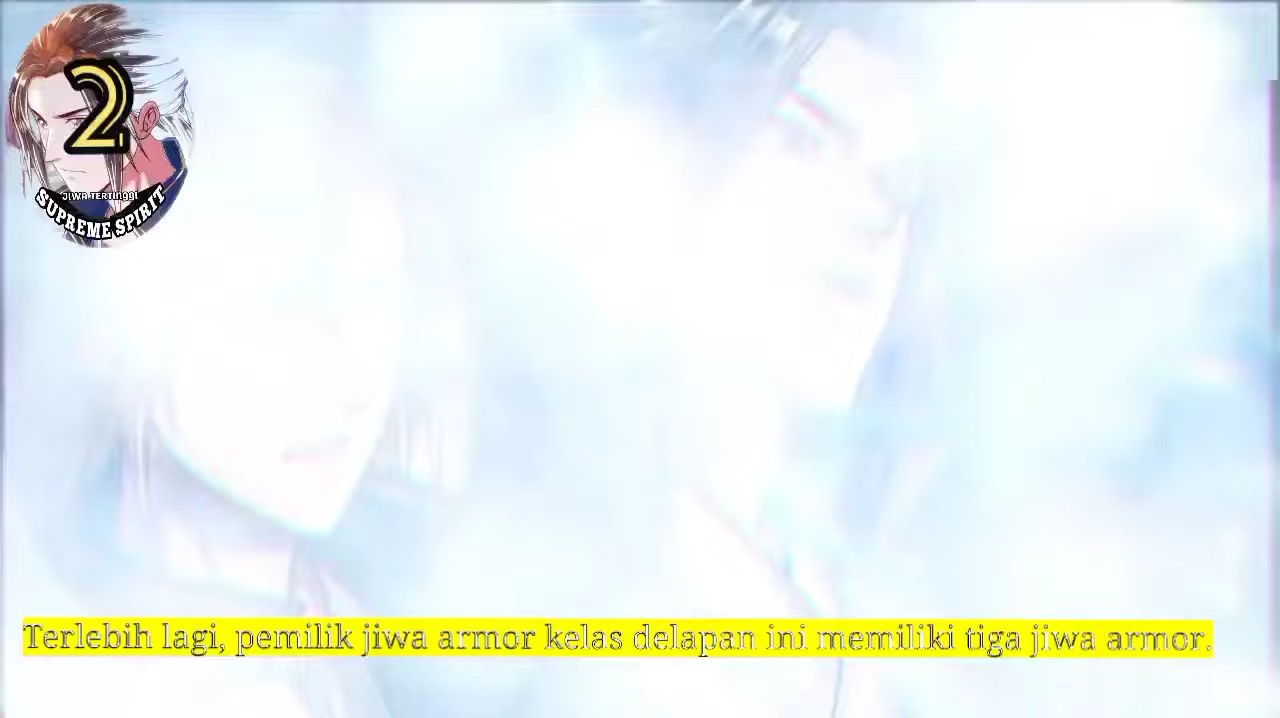 2
JIWA TERTINGGI
SUPREME SPIRIT
Terlebih lagi, pemilik jiwa armor kelas delapan ini memiliki tiga jiwa armor.